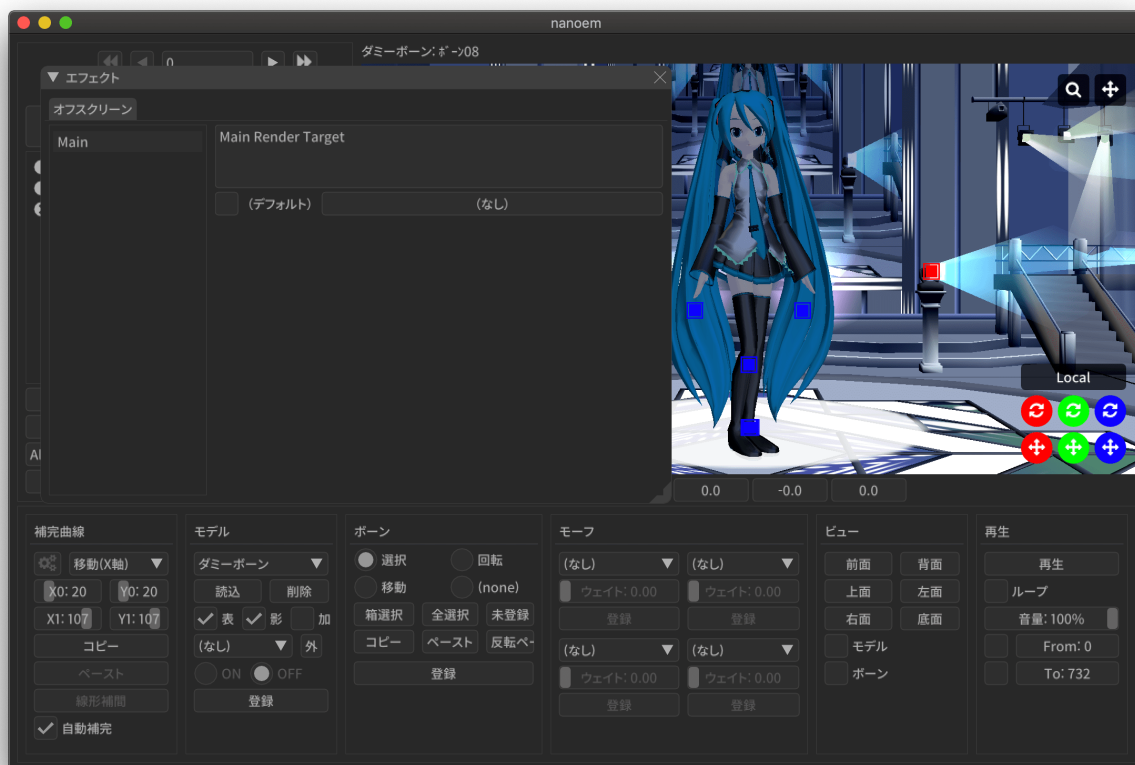 nanoem
0
ダミーボーン: ﾎﾞｰﾝ08
エフェクト
オフスクリーン
Main
Main Render Target
(デフォルト)
(なし)
Local
0.0
-0.0
0.0
補完曲線
移動(X軸)
X0: 20
Y0: 20
X1: 107
Y1: 107
コピー
ペースト
線形補間
自動補完
モデル
ダミーボーン
読込
削除
表
影
加
(なし)
外
ON
OFF
登録
ボーン
選択
回転
移動
(none)
箱選択
全選択
未登録
コピー
ペースト
反転ペー
登録
モーフ
(なし)
(なし)
ウェイト: 0.00
ウェイト: 0.00
登録
登録
(なし)
(なし)
ウェイト: 0.00
ウェイト: 0.00
登録
登録
ビュー
前面
背面
上面
左面
右面
底面
モデル
ボーン
再生
再生
ループ
音量: 100%
From: 0
To: 732